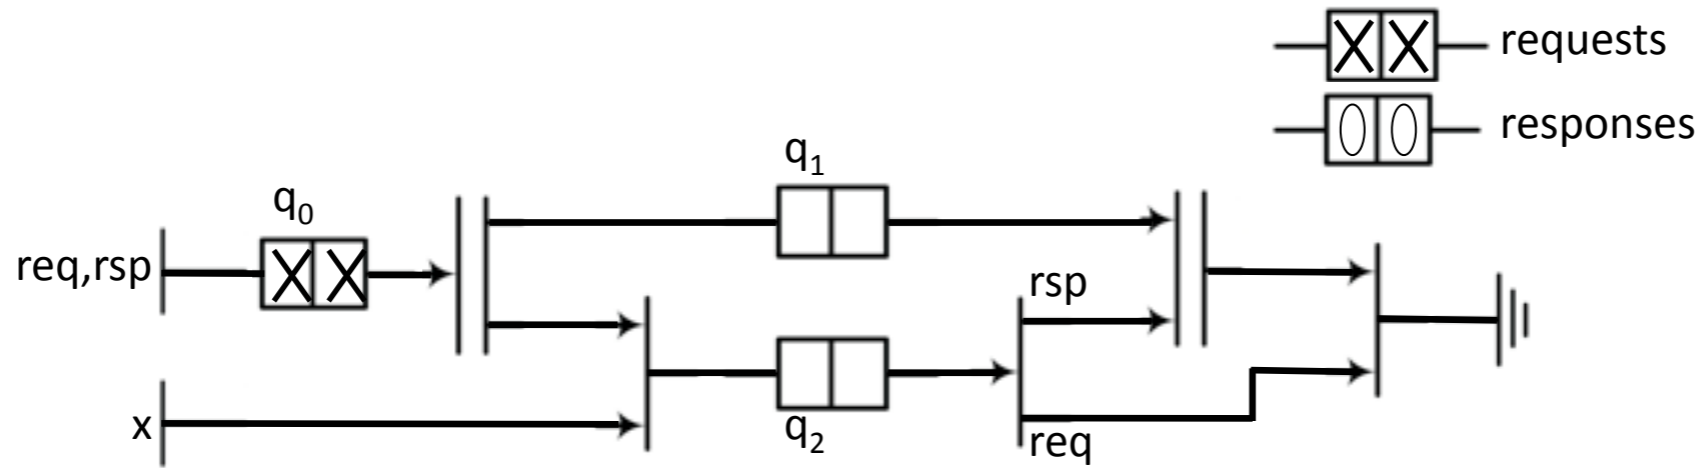 requests
responses
q1
q0
req,rsp
rsp
x
q2
req